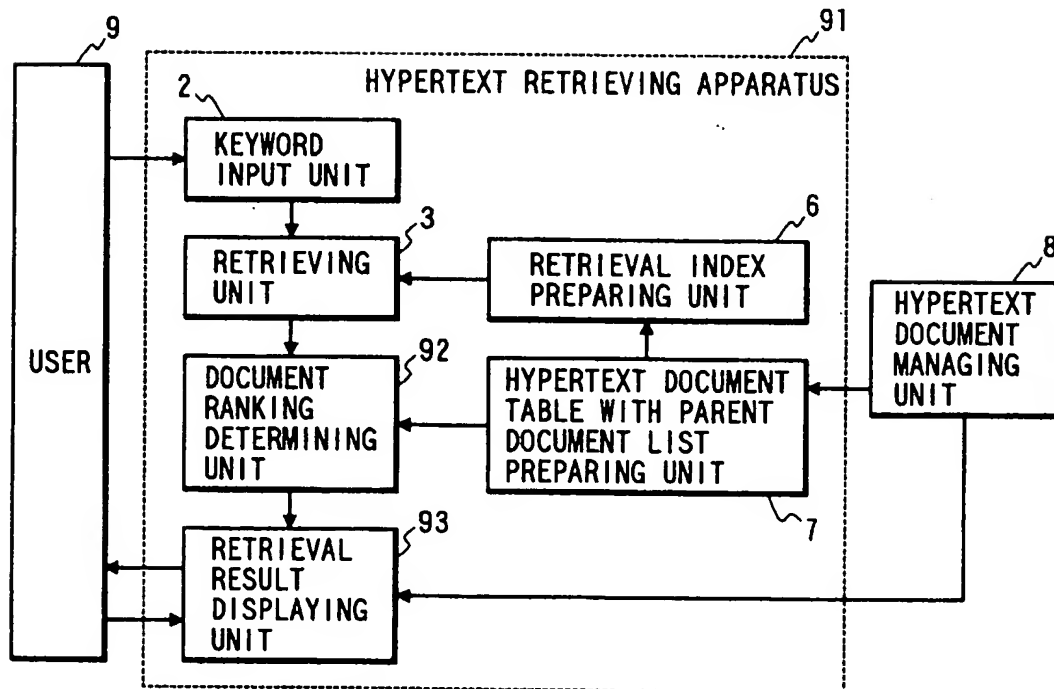 9
91
HYPERTEXT RETRIEVING APPARATUS
2
KEYWORD
INPUT UNIT
3
RETRIEVING
UNIT
6
RETRIEVAL INDEX
PREPARING UNIT
8
HYPERTEXT
DOCUMENT
MANAGING
UNIT
USER
92
DOCUMENT
RANKING
DETERMINING
UNIT
HYPERTEXT DOCUMENT
TABLE WITH PARENT
DOCUMENT LIST
PREPARING UNIT
7
93
RETRIEVAL
RESULT
DISPLAYING
UNIT